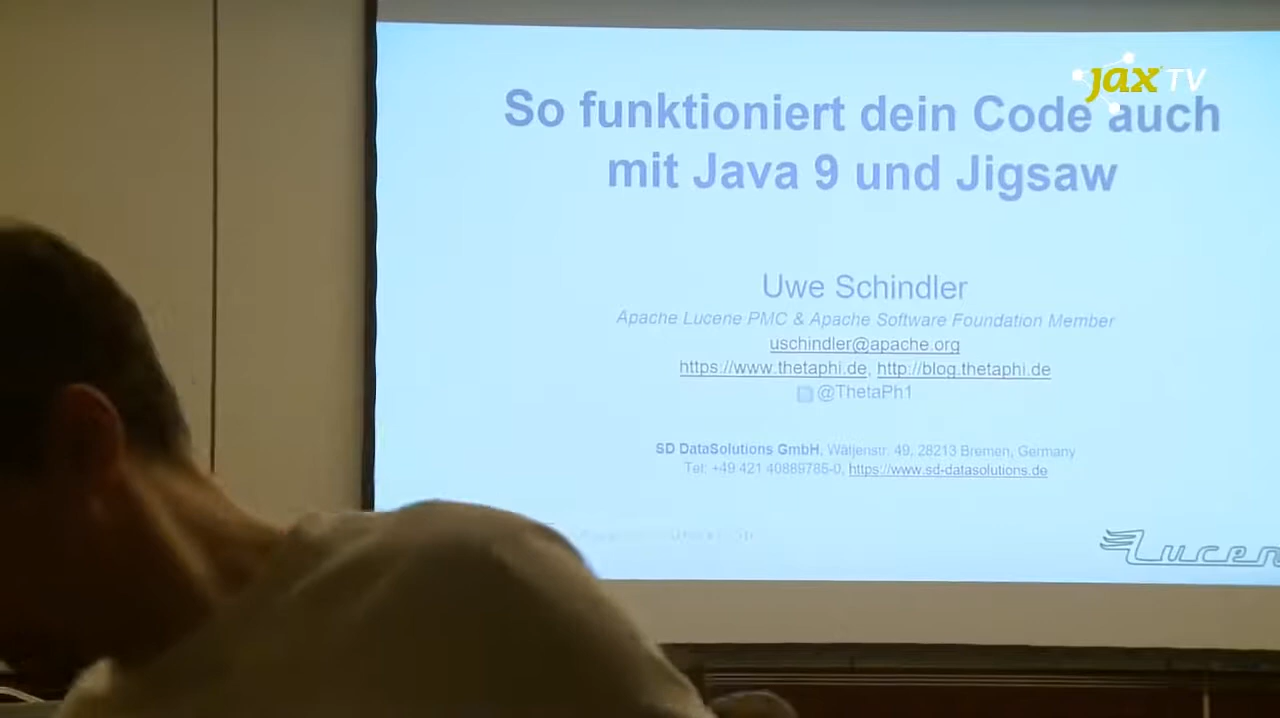 jax TV
So funktioniert dein Code auch
mit Java 9 und Jigsaw
Uwe Schindler
Apache Lucene PMC & Apache Software Foundation Member
uschindler@apache.org
https://www.thetaphi.de, http://blog.thetaphi.de
@ThetaPh1
SD DataSolutions GmbH, Wätjenstr. 49, 28213 Bremen, Germany
Tel: +49 421 40889785-0, https://www.sd-datasolutions.de
Lucen